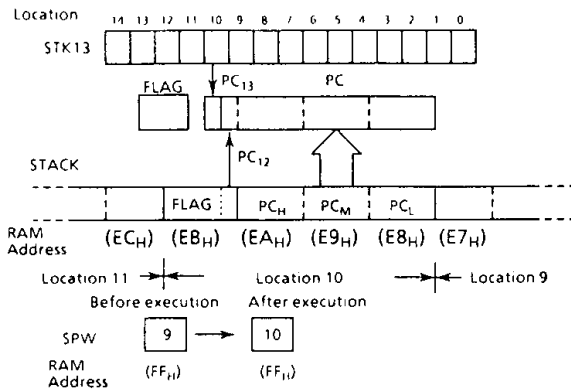 Location 14 13 12 11 10 9 8 7 6 5 4 3 2 1 0
STK13
FLAG PC13 PC
STACK PC12
FLAG PCH PCM PCL
RAM Address (ECH) (EBH) (EAH) (E9H) (E8H) (E7H)
Location 11 Location 10 Location 9
Before execution After execution
SPW 9 10
RAM Address (FFH) (FFH)